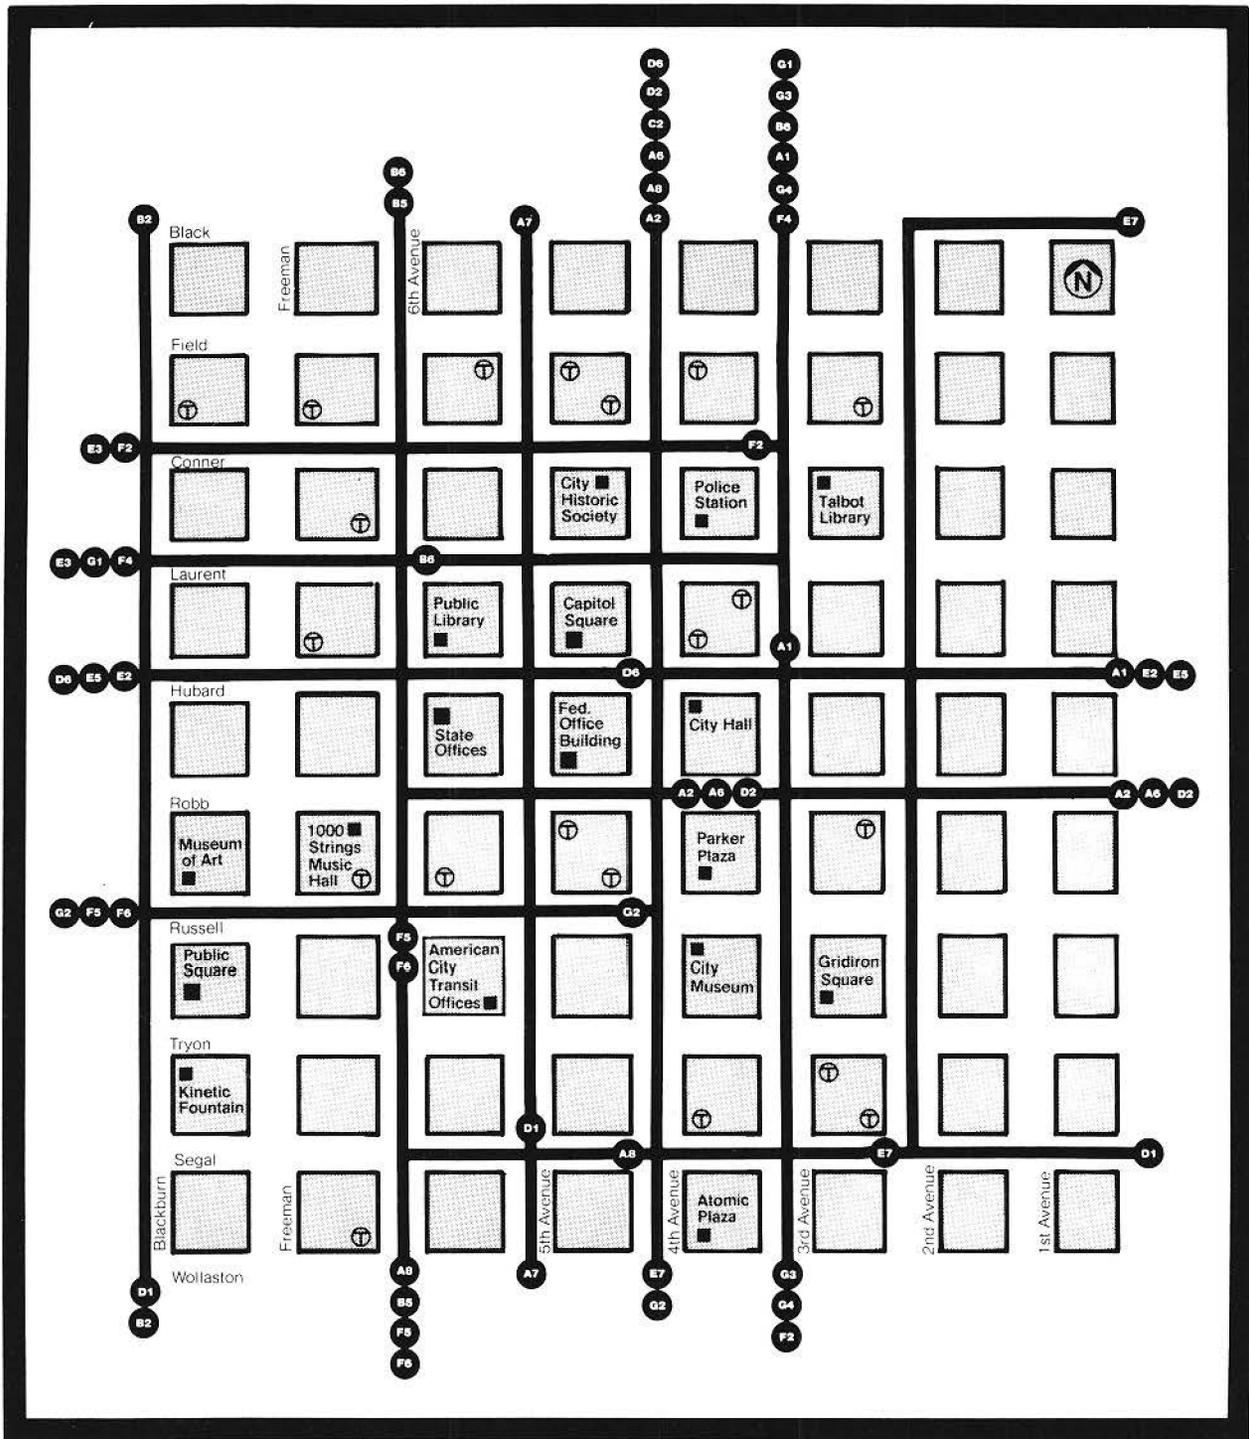 D6
G1
D2
G3
C2
B6
A6
A1
B6
A8
G4
B5
B2
A7
A2
F4
E7
Black
Freeman
6th Avenue
N
Field
T
T
T
T
T
T
T
T
E3 F2
F2
Conner
City
Historic
Society
Police
Station
Talbot
Library
T
E3 G1 F4
B6
Laurent
Public
Library
Capitol
Square
T
T
T
A1
D6 E5 E2
D6
A1 E2 E5
Hubard
State
Offices
Fed.
Office
Building
City Hall
A2 A6 D2
A2 A6 D2
Robb
Museum
of Art
1000
Strings
Music
Hall
T
T
T
T
Parker
Plaza
T
G2 F5 F6
G2
Russell
F5
F6
Public
Square
American
City
Transit
Offices
City
Museum
Gridiron
Square
Tryon
Kinetic
Fountain
T
T
T
D1
A8
E7
D1
Segal
Blackburn
Freeman
5th Avenue
4th Avenue
Atomic
Plaza
3rd Avenue
2nd Avenue
1st Avenue
T
Wollaston
D1
B2
A8
B5
F5
F6
A7
E7
G2
G3
G4
F2